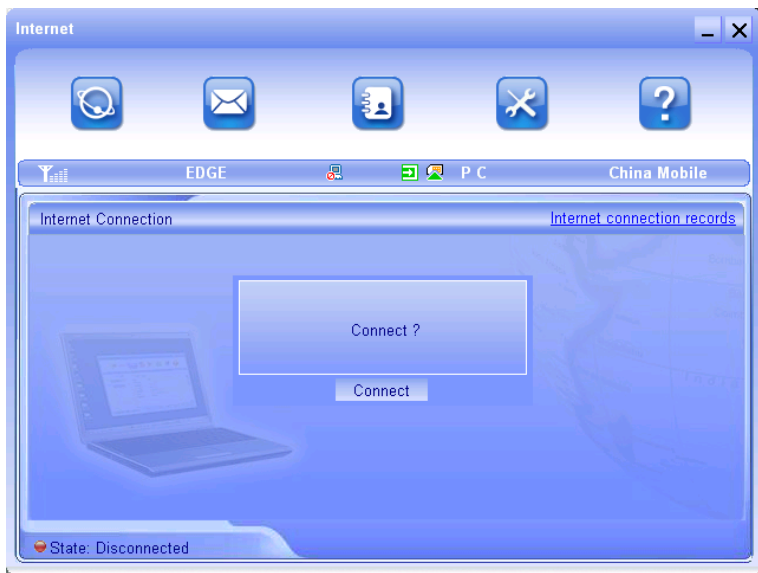 Internet
EDGE P C China Mobile
Internet Connection Internet connection records
Connect ?
Connect
State: Disconnected